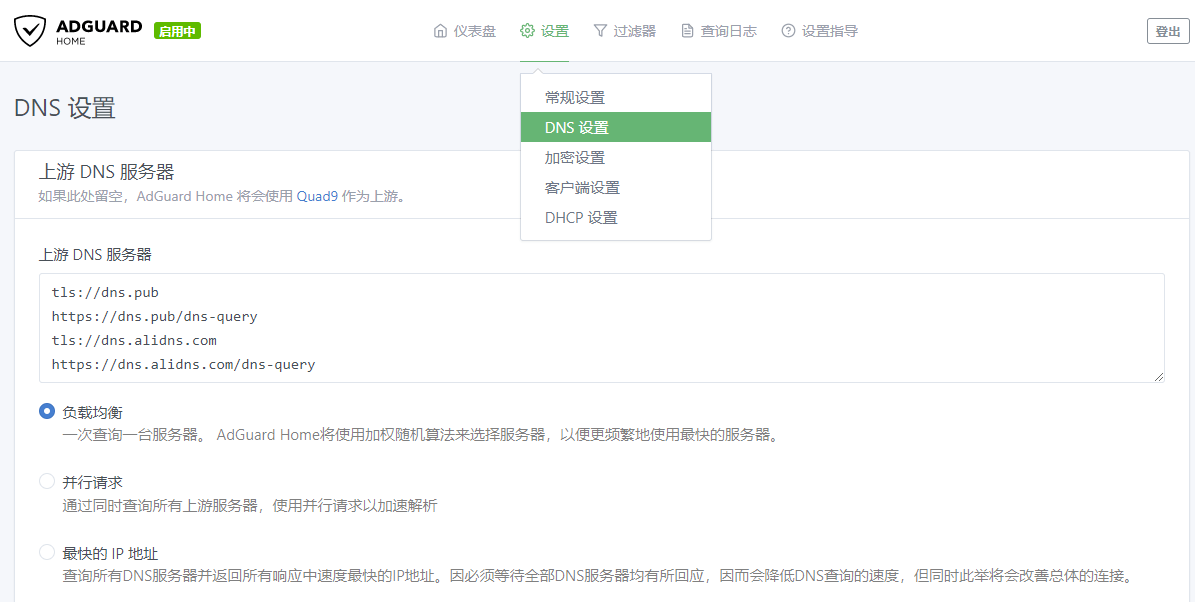 ADGUARD
HOME
启用中
仪表盘
设置
过滤器
查询日志
设置指导
登出
常规设置
DNS 设置
加密设置
客户端设置
DHCP 设置
DNS 设置
上游 DNS 服务器
如果此处留空，AdGuard Home 将会使用 Quad9 作为上游。
上游 DNS 服务器
tls://dns.pub
https://dns.pub/dns-query
tls://dns.alidns.com
https://dns.alidns.com/dns-query
负载均衡
一次查询一台服务器。 AdGuard Home将使用加权随机算法来选择服务器，以便更频繁地使用最快的服务器。
并行请求
通过同时查询所有上游服务器，使用并行请求以加速解析
最快的 IP 地址
查询所有DNS服务器并返回所有响应中速度最快的IP地址。因必须等待全部DNS服务器均有所回应，因而会降低DNS查询的速度，但同时此举将会改善总体的连接。